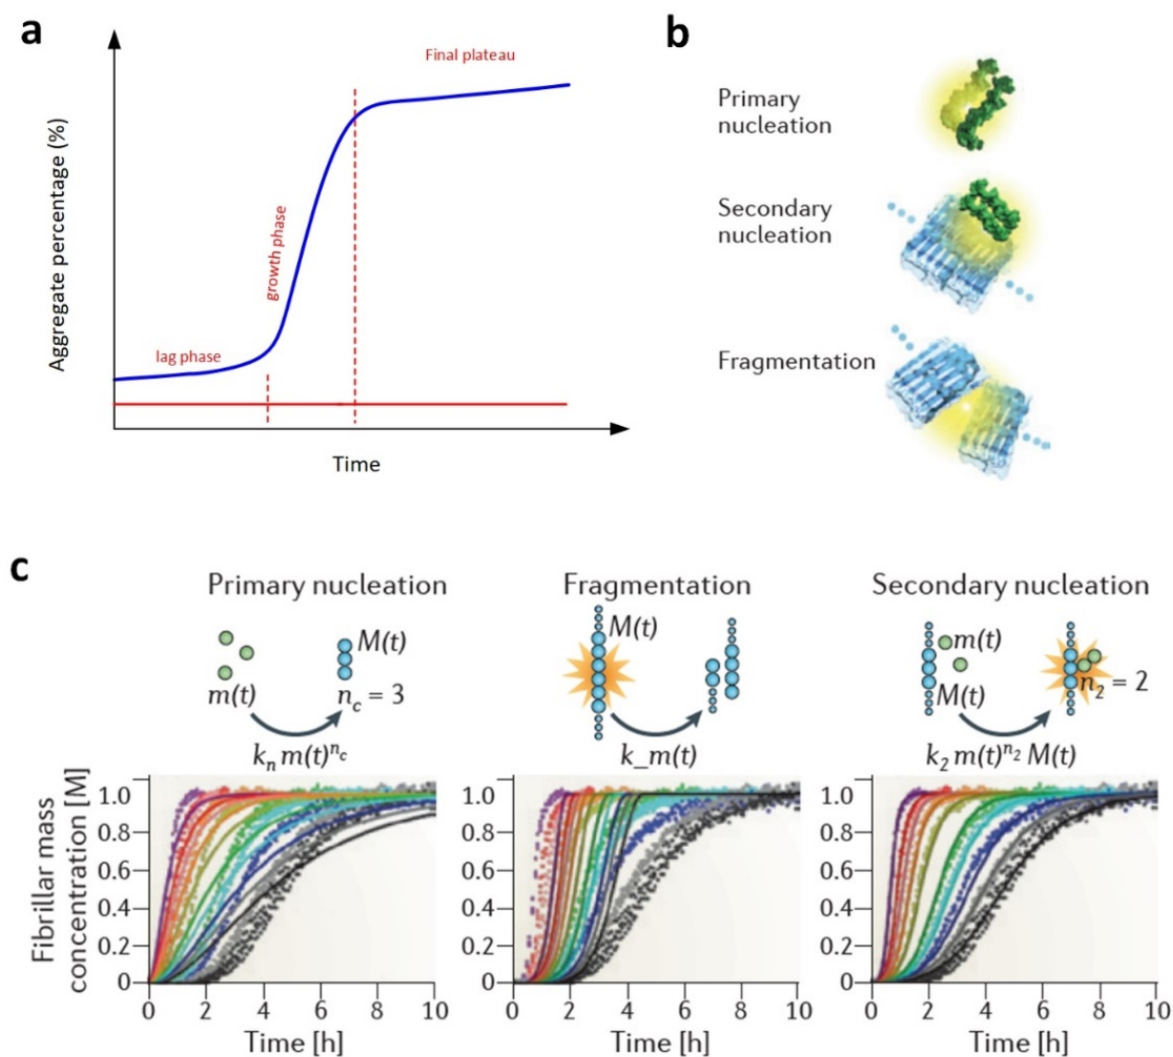 a
Aggregate percentage (%)
lag phase
growth phase
Final plateau
Time
b
Primary
nucleation
Secondary
nucleation
Fragmentation
c
Primary nucleation
m(t)
M(t)
n_c = 3
k_n m(t)^n_c
Fragmentation
M(t)
k_m(t)
Secondary nucleation
m(t)
M(t)
n_2 = 2
k_2 m(t)^n_2 M(t)
Fibrillar mass
concentration [M]
1.0
0.8
0.6
0.4
0.2
0
0 2 4 6 8 10
Time [h]
1.0
0.8
0.6
0.4
0.2
0
0 2 4 6 8 10
Time [h]
1.0
0.8
0.6
0.4
0.2
0
0 2 4 6 8 10
Time [h]